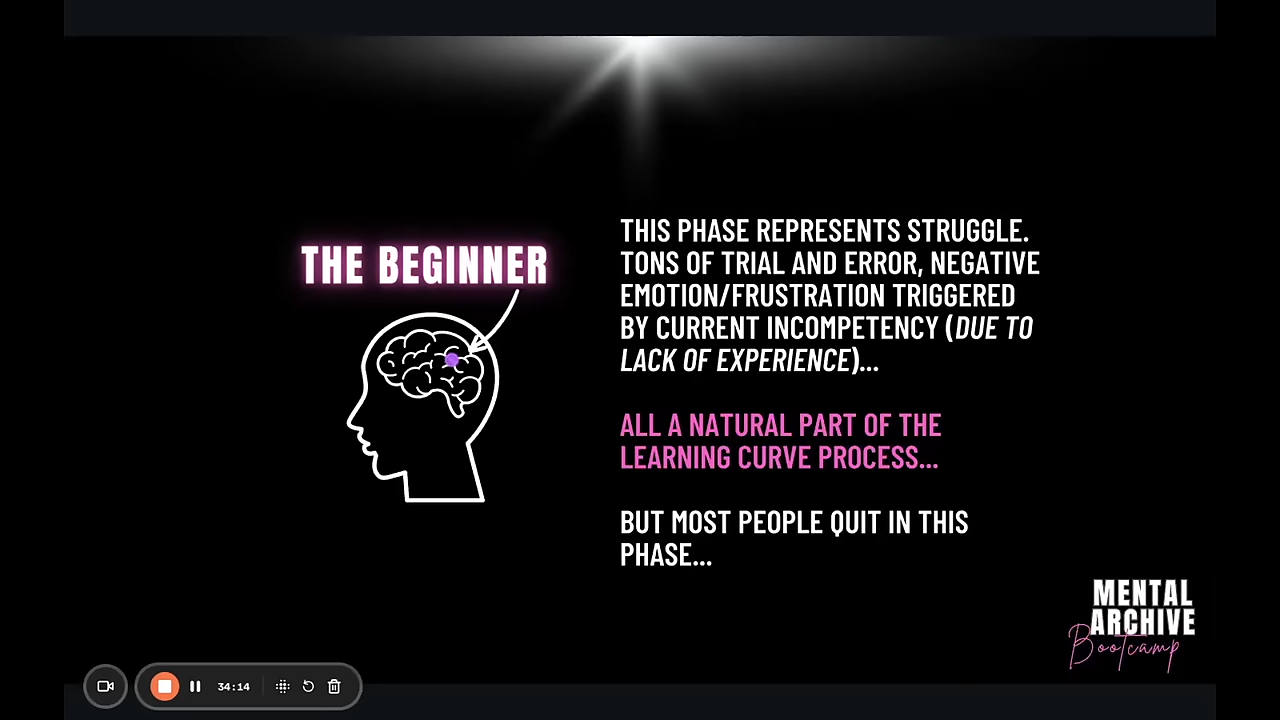 THE BEGINNER
THIS PHASE REPRESENTS STRUGGLE.
TONS OF TRIAL AND ERROR, NEGATIVE
EMOTION/FRUSTRATION TRIGGERED
BY CURRENT INCOMPETENCY (DUE TO
LACK OF EXPERIENCE)...
ALL A NATURAL PART OF THE
LEARNING CURVE PROCESS...
BUT MOST PEOPLE QUIT IN THIS
PHASE...
MENTAL
ARCHIVE
Bootcamp
34:14